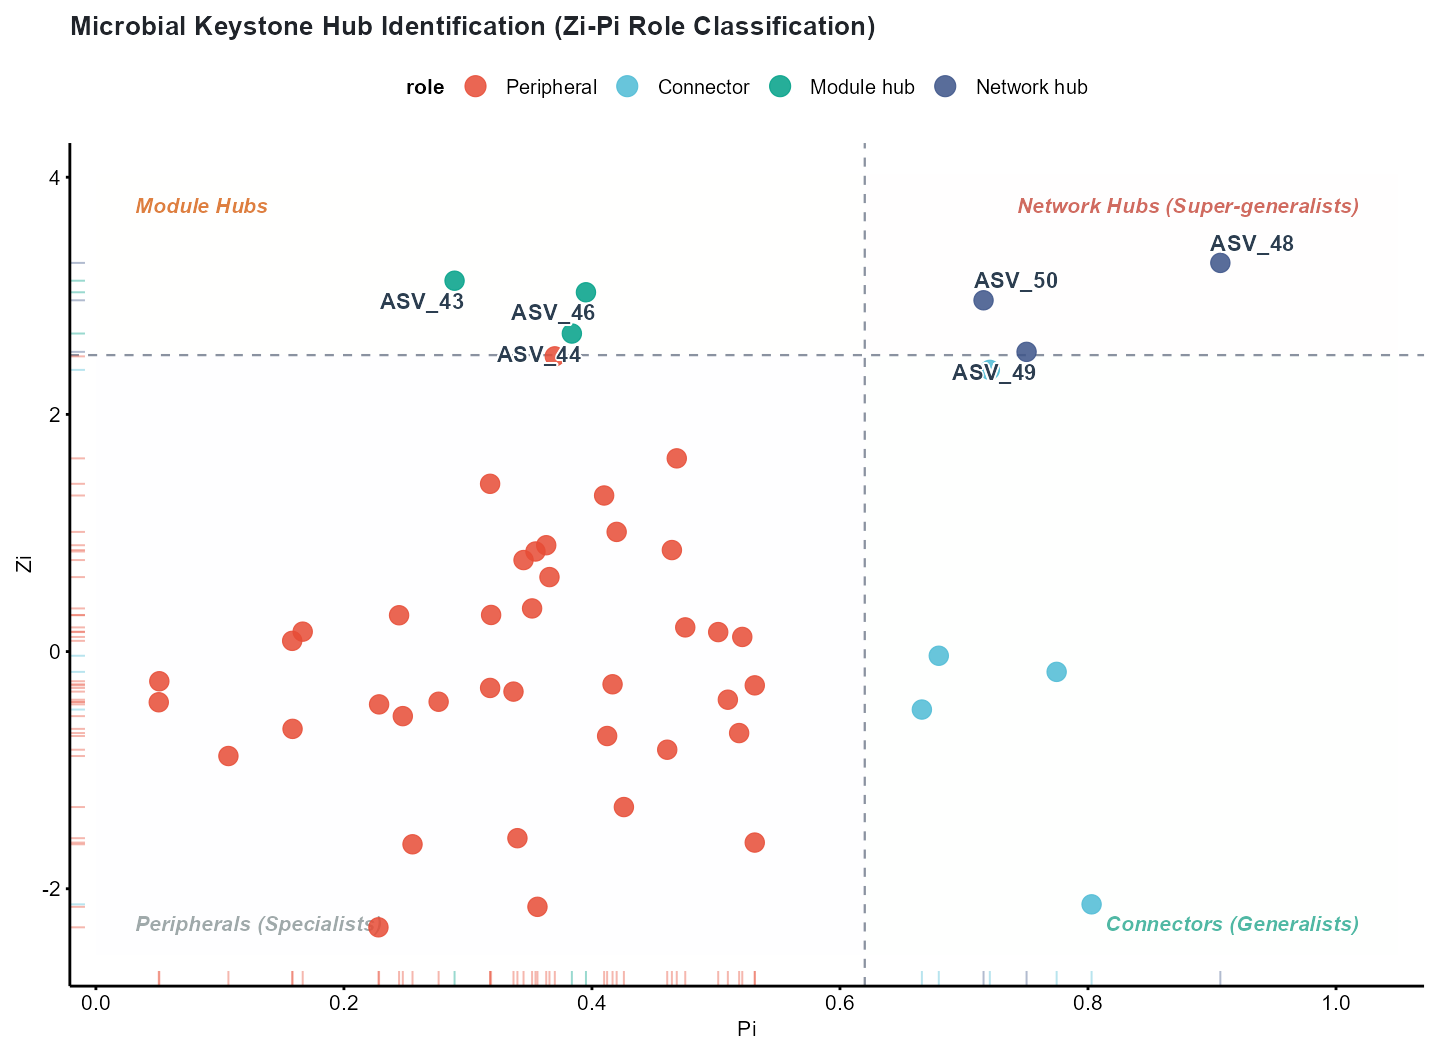 Microbial Keystone Hub Identification (Zi-Pi Role Classification)
role Peripheral Connector Module hub Network hub
4
Module Hubs
Network Hubs (Super-generalists)
ASV_48
ASV_50
ASV_43
ASV_46
ASV_44
ASV_49
2
Zi
0
-2
Peripherals (Specialists)
Connectors (Generalists)
0.0 0.2 0.4 0.6 0.8 1.0
Pi